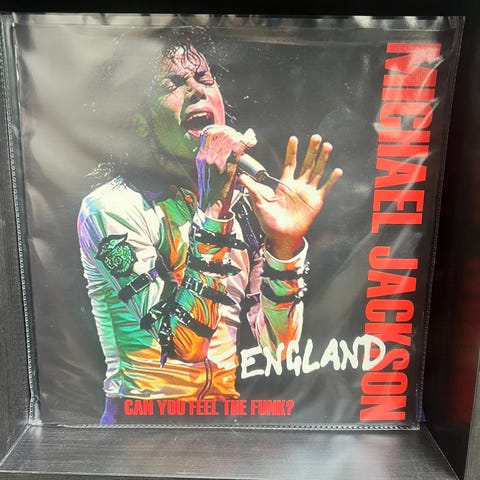 MICHAEL JACKSON
ENGLAND
CAN YOU FEEL THE FUNK?